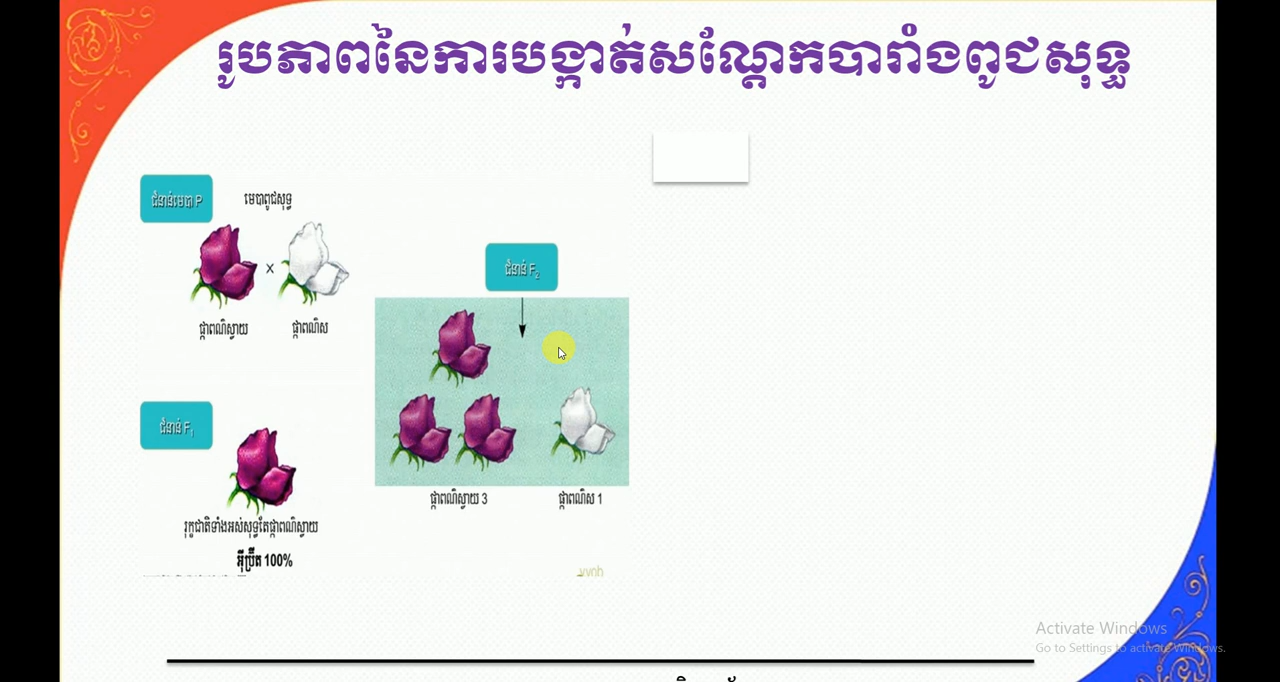 រូបភាពនៃការបង្កាត់សណ្តែកបារាំងពូជសុទ្ធ
ជំនាន់មេបា P
មេបាពូជសុទ្ធ
x
ផ្កាពណ៌ស្វាយ
ផ្កាពណ៌ស
ជំនាន់ F₂
ផ្កាពណ៌ស្វាយ 3
ផ្កាពណ៌ស 1
ជំនាន់ F₁
រុក្ខជាតិទាំងអស់សុទ្ធតែផ្កាពណ៌ស្វាយ
អ៊ីប្រ៊ីត 100%
Activate Windows
Go to Settings to activate Windows.